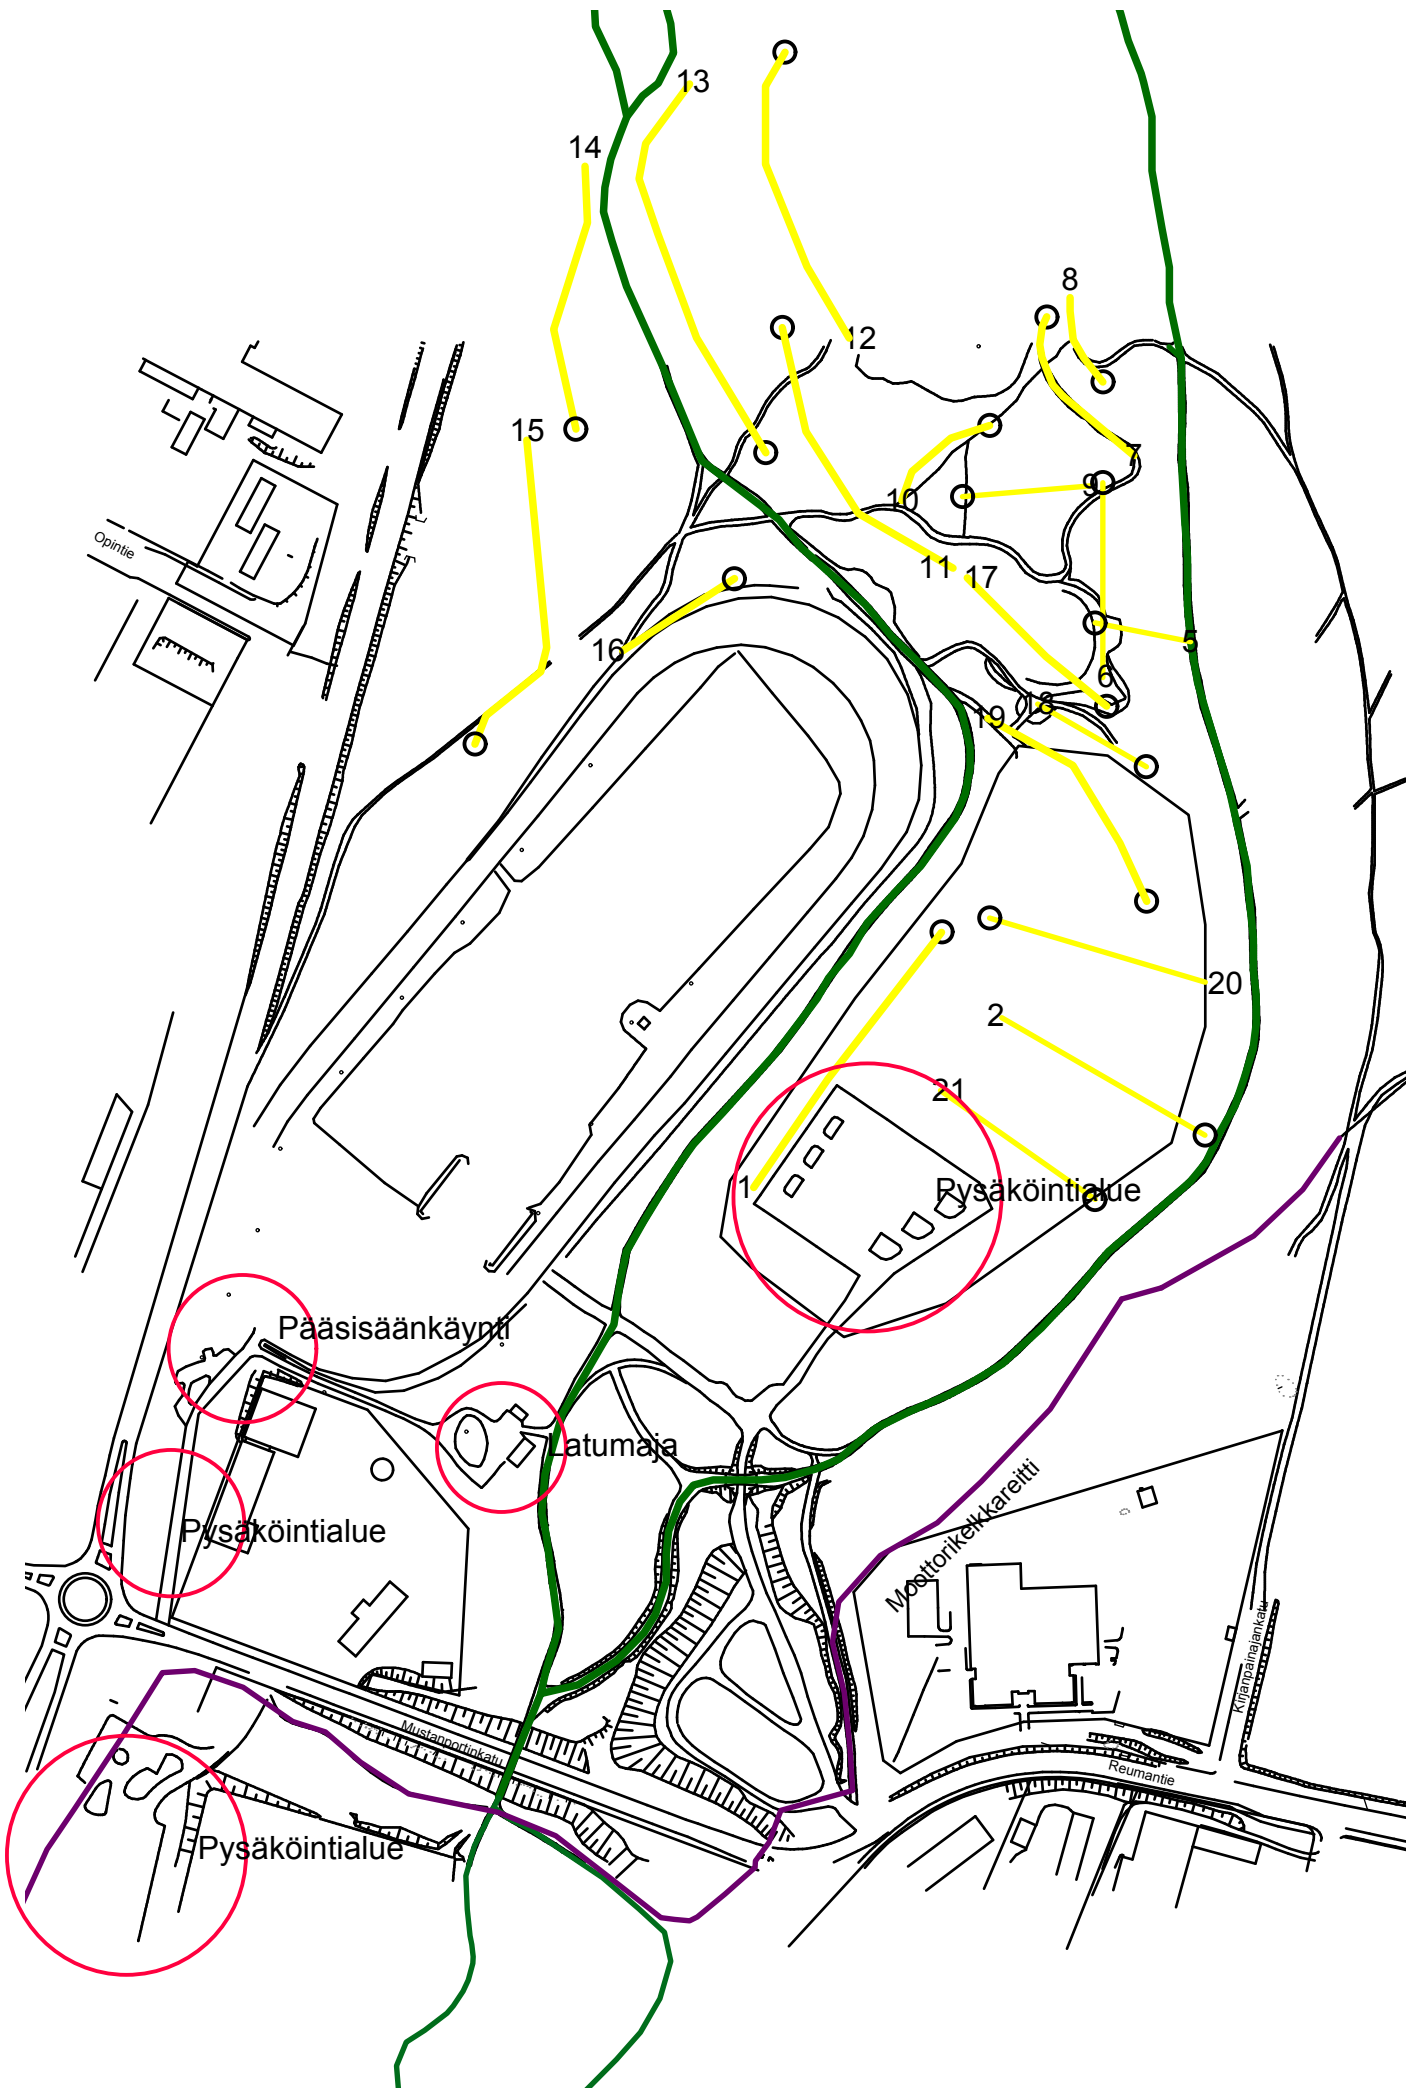 13
14
8
12
15
7
9
10
Opintie
11
17
5
16
6
18
19
20
2
21
1
Pysäköintialue
Pääsisäänkäynti
Latumaja
Moottorikelkkareitti
Pysäköintialue
Kirjanpainajankatu
Mustanportinkatu
Reumantie
Pysäköintialue